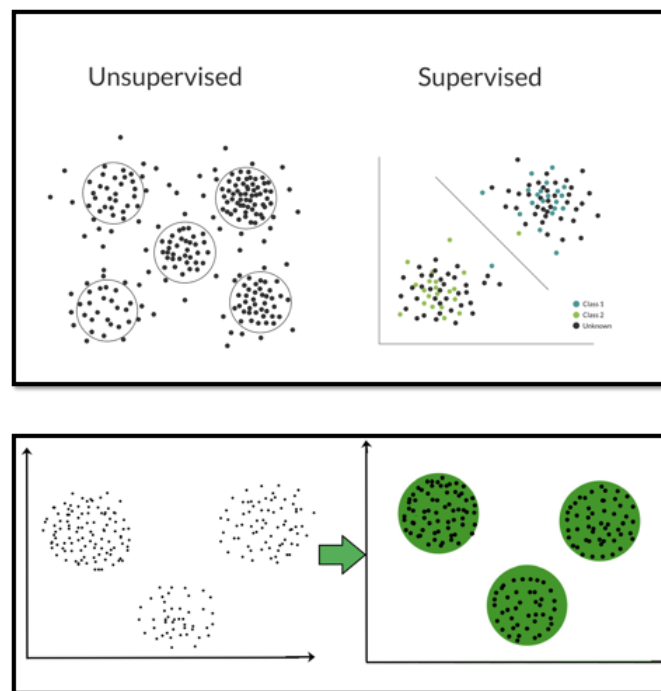 Unsupervised
Supervised
Class 1
Class 2
Unknown